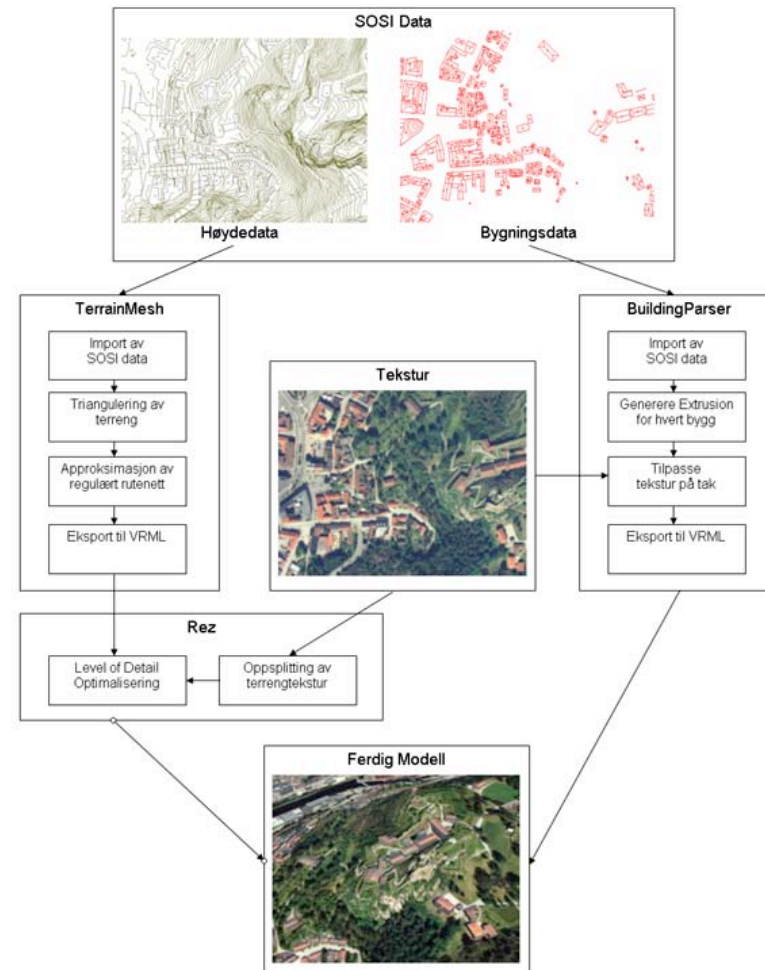 SOSI Data
Høydedata
Bygningsdata
TerrainMesh
Import av
SOSI data
Triangulering av
terreng
Approksimasjon av
regulært rutenett
Eksport til VRML
Tekstur
BuildingParser
Import av
SOSI data
Generere Extrusion
for hvert bygg
Tilpasse
tekstur på tak
Eksport til VRML
Rez
Level of Detail
Optimalisering
Oppsplitting av
terrengtekstur
Ferdig Modell